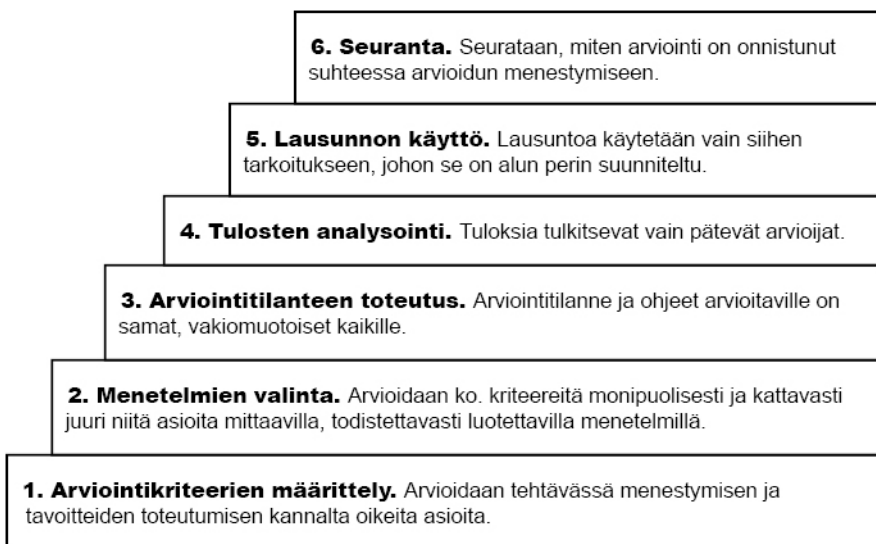 6. Seuranta. Seurataan, miten arviointi on onnistunut
suhteessa arvioidun menestymiseen.
5. Lausunnon käyttö. Lausuntoa käytetään vain siihen
tarkoitukseen, johon se on alun perin suunniteltu.
4. Tulosten analysointi. Tuloksia tulkitsevat vain pätevät arvioijat.
3. Arviointitilanteen toteutus. Arviointitilanne ja ohjeet arvioitaville on
samat, vakiomuotoiset kaikille.
2. Menetelmien valinta. Arvioidaan ko. kriteereitä monipuolisesti ja kattavasti
juuri niitä asioita mittaavilla, todistettavasti luotettavilla menetelmillä.
1. Arviointikriteerien määrittely. Arvioidaan tehtävässä menestymisen ja
tavoitteiden toteutumisen kannalta oikeita asioita.